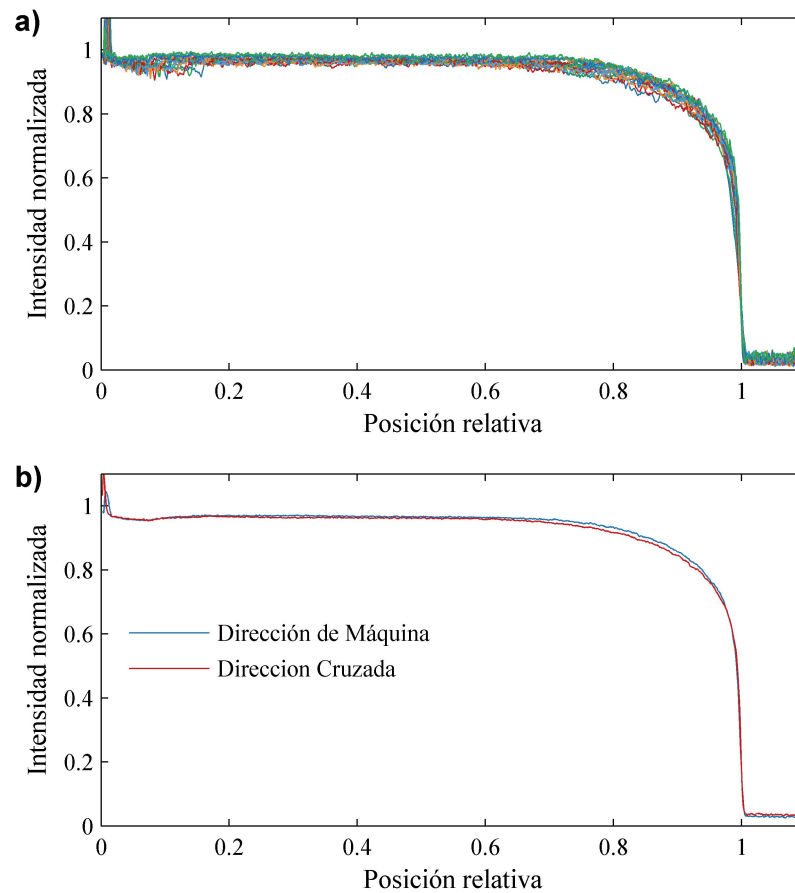 a)
1
0.8
0.6
0.4
0.2
0
Intensidad normalizada
0 0.2 0.4 0.6 0.8 1
Posición relativa
b)
1
0.8
0.6
0.4
0.2
0
Intensidad normalizada
Dirección de Máquina
Direccion Cruzada
0 0.2 0.4 0.6 0.8 1
Posición relativa